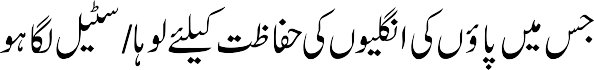 جس میں پاؤں کی انگلیوں کی حفاظت کیلئے لوہا/سٹیل لگا ہو